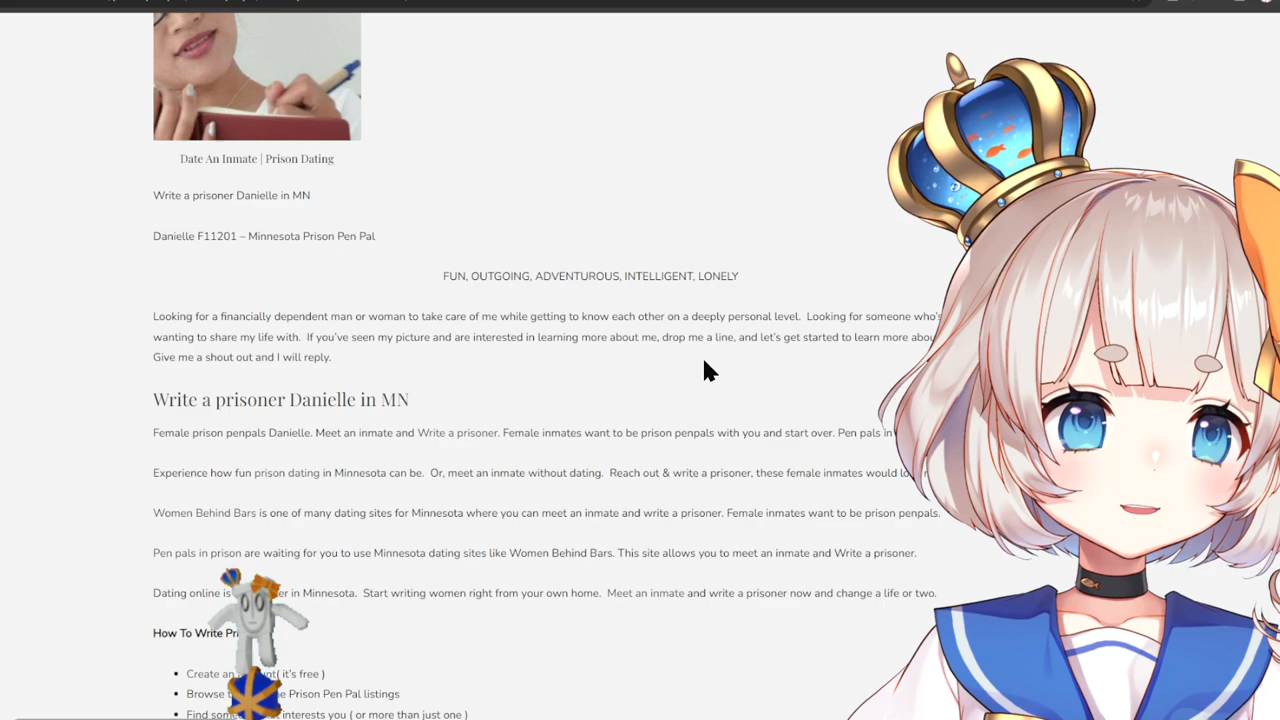 Date An Inmate | Prison Dating
Write a prisoner Danielle in MN
Danielle F11201 – Minnesota Prison Pen Pal
FUN, OUTGOING, ADVENTUROUS, INTELLIGENT, LONELY
Looking for a financially dependent man or woman to take care of me while getting to know each other on a deeply personal level. Looking for someone who's
wanting to share my life with. If you've seen my picture and are interested in learning more about me, drop me a line, and let's get started to learn more
Give me a shout out and I will reply.
Write a prisoner Danielle in MN
Female prison penpals Danielle. Meet an inmate and Write a prisoner. Female inmates want to be prison penpals with you and start over. Pen pals in
Experience how fun prison dating in Minnesota can be. Or, meet an inmate without dating. Reach out & write a prisoner, these female inmates would
Women Behind Bars is one of many dating sites for Minnesota where you can meet an inmate and write a prisoner. Female inmates want to be prison penpals.
Pen pals in prison are waiting for you to use Minnesota dating sites like Women Behind Bars. This site allows you to meet an inmate and Write a prisoner.
Dating online is in Minnesota. Start writing women right from your own home. Meet an inmate and write a prisoner now and change a life or two.
How To Write
• Create an ( it's free )
• Browse Prison Pen Pal listings
• Find interests you ( or more than just one )